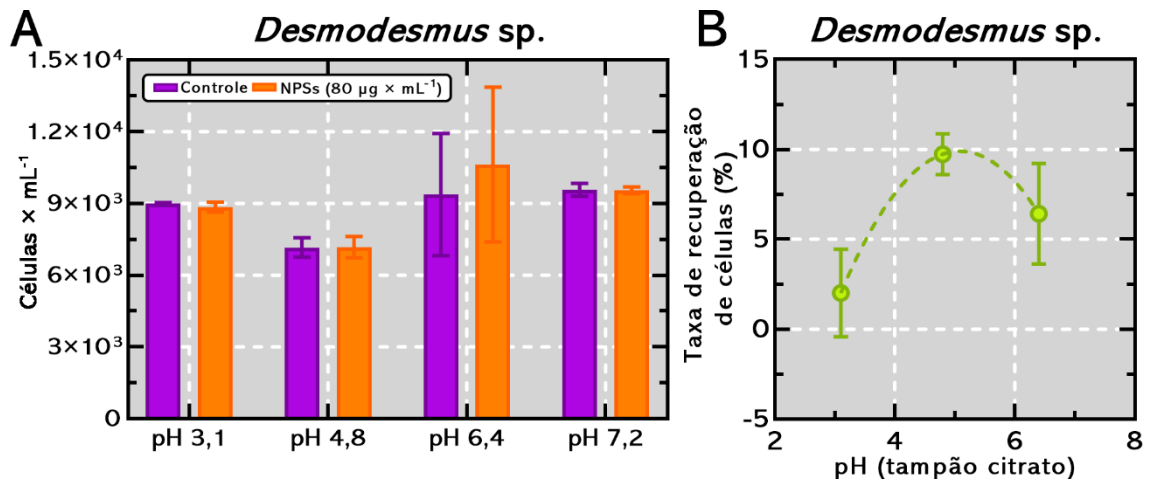 A
Desmodesmus sp.
1.5×10⁴
1.2×10⁴
9×10³
6×10³
3×10³
0
Células × mL⁻¹
Controle
NPSs (80 µg × mL⁻¹)
pH 3,1
pH 4,8
pH 6,4
pH 7,2
B
Desmodesmus sp.
15
10
5
0
-5
Taxa de recuperação
de células (%)
2
4
6
8
pH (tampão citrato)